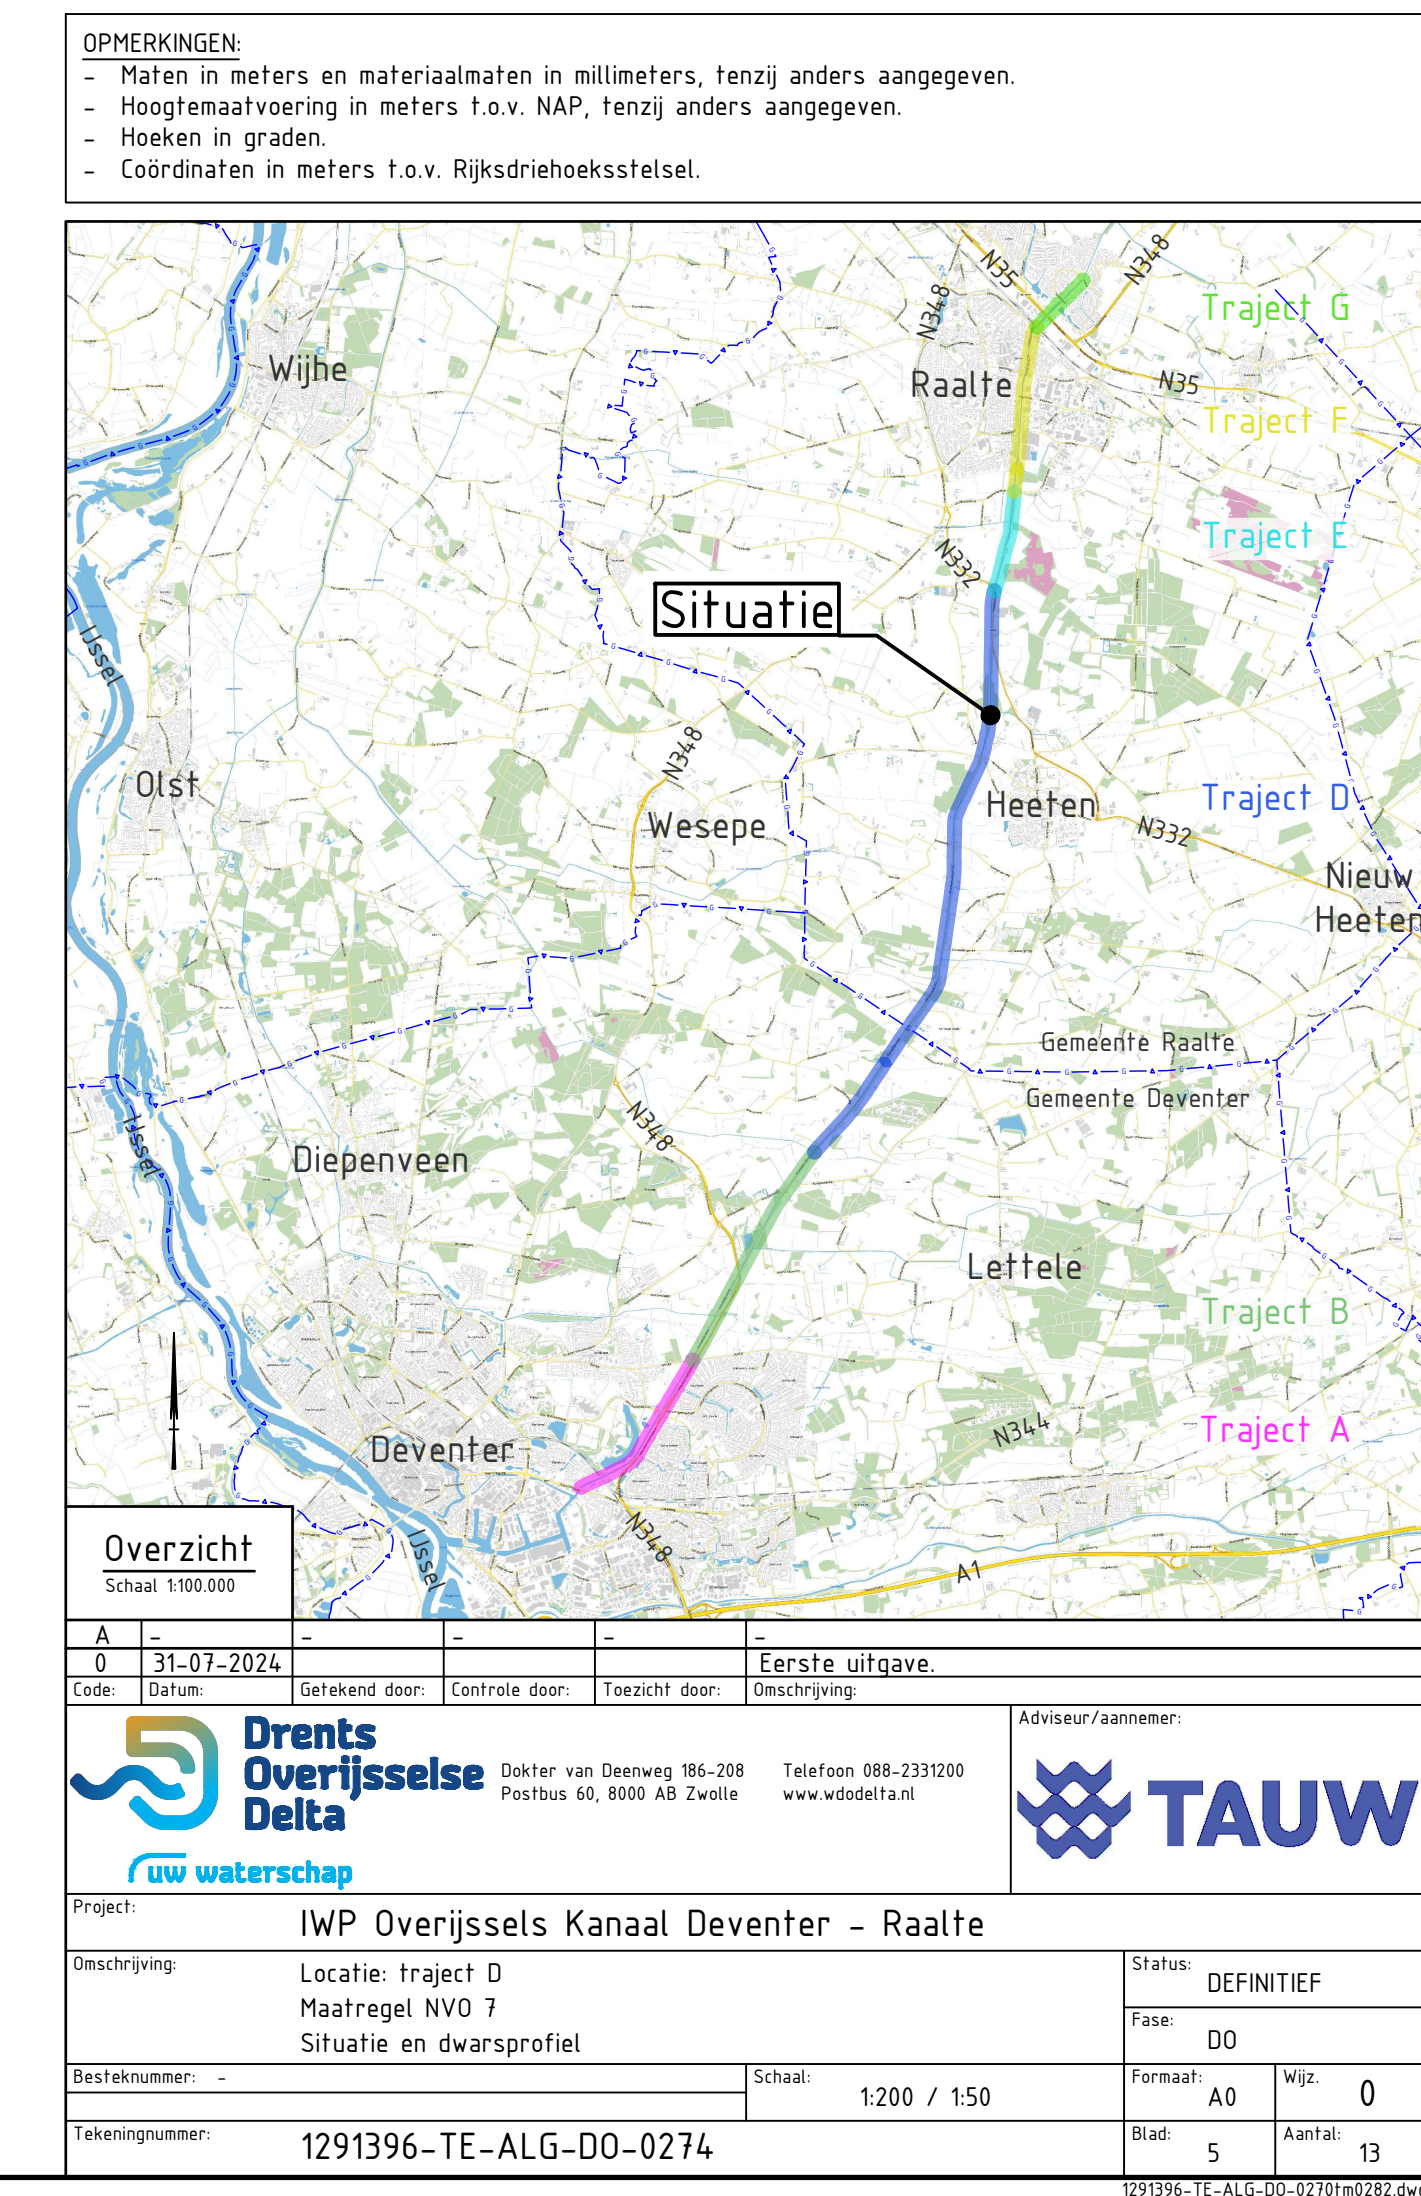 OPMERKINGEN:
- Maten in meters en materiaalmaten in millimeters, tenzij anders aangegeven.
- Hoogtemaatvoering in meters t.o.v. NAP, tenzij anders aangegeven.
- Hoeken in graden.
- Coördinaten in meters t.o.v. Rijksdriehoeksstelsel.
N35
N348
N348
Traject G
Wijhe
Raalte
N35
Traject F
Traject E
N332
Situatie
IJssel
N348
Olst
Wesepe
Heeten
Traject D
N332
Nieuw
Heeten
Gemeente Raalte
Gemeente Deventer
N348
IJssel
Diepenveen
Lettele
Traject B
Traject A
N344
Deventer
N348
IJssel
A1
Overzicht
Schaal 1:100.000
A - - - - -
0 31-07-2024 Eerste uitgave.
Code: Datum: Getekend door: Controle door: Toezicht door: Omschrijving:
Drents
Overijsselse
Delta
uw waterschap
Dokter van Deenweg 186-208
Postbus 60, 8000 AB Zwolle
Telefoon 088-2331200
www.wdodelta.nl
Adviseur/aannemer:
TAUW
Project:
IWP Overijssels Kanaal Deventer - Raalte
Omschrijving:
Locatie: traject D
Maatregel NVO 7
Situatie en dwarsprofiel
Status:
DEFINITIEF
Fase:
DO
Besteknummer: -
Schaal:
1:200 / 1:50
Formaat:
A0
Wijz.
0
Tekeningnummer:
1291396-TE-ALG-DO-0274
Blad:
5
Aantal:
13
1291396-TE-ALG-DO-0270tm0282.dw